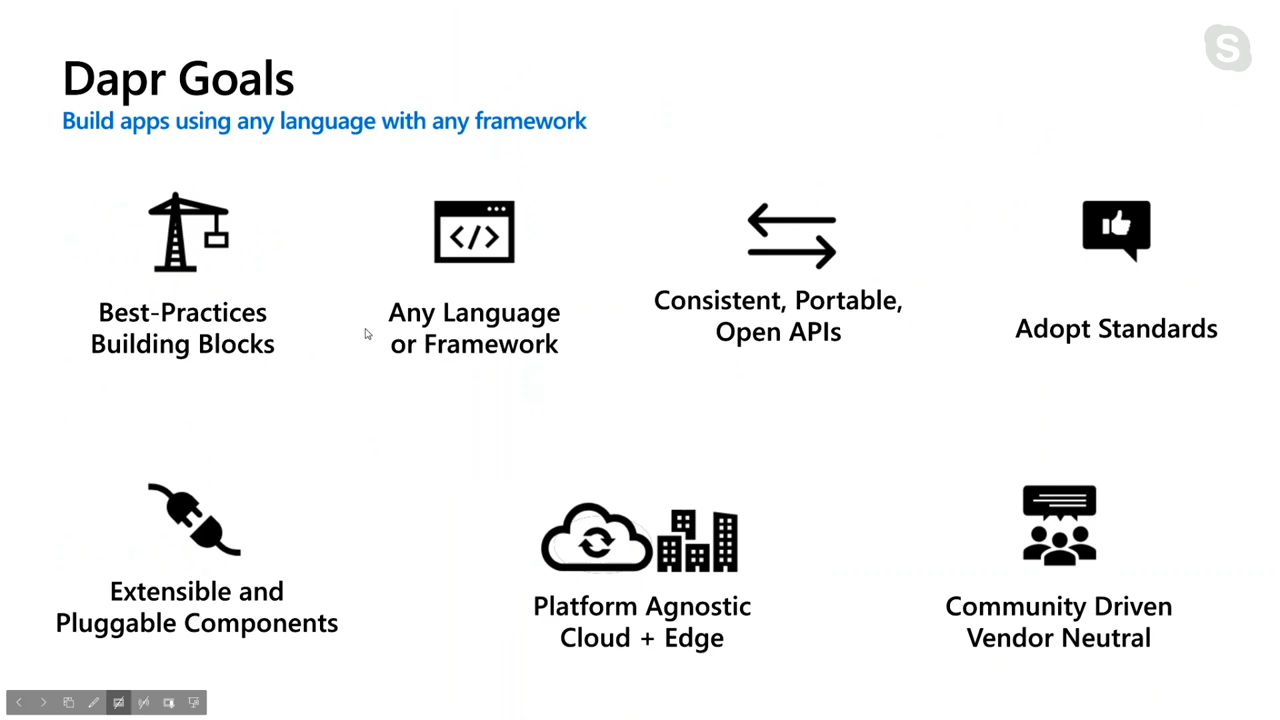 Dapr Goals
Build apps using any language with any framework
Best-Practices
Building Blocks
Any Language
or Framework
Consistent, Portable,
Open APIs
Adopt Standards
Extensible and
Pluggable Components
Platform Agnostic
Cloud + Edge
Community Driven
Vendor Neutral